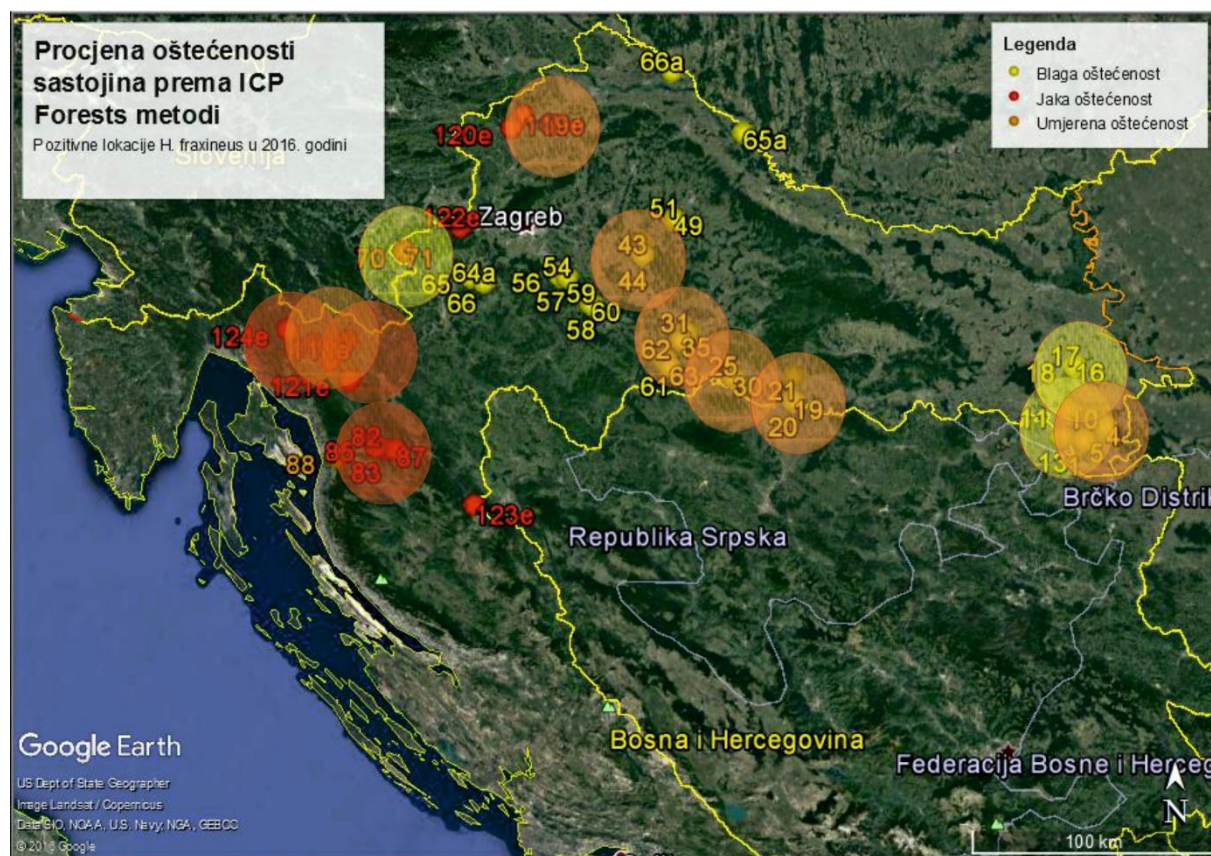 Procjena oštećenosti
sastojina prema ICP
Forests metodi
Pozitivne lokacije H. fraxineus u 2016. godini
Slovenija
Legenda
Blaga oštećenost
Jaka oštećenost
Umjerena oštećenost
66a
65a
120e
119e
122e Zagreb
51
49
43
44
70 71
65
64a
66
54
56
57
59
60
58
31
62 35
63
61
25
30
21
19
20
17
18 16
11
10
4
5
13
124e
121e
82
86 87
83
88
123e
Brčko Distrik
Republika Srpska
Bosna i Hercegovina
Federacija Bosne i Herceg
Google Earth
US Dept of State Geographer
Image Landsat / Copernicus
Data SIO, NOAA, U.S. Navy, NGA, GEBCO
© 2016 Google
N
100 km